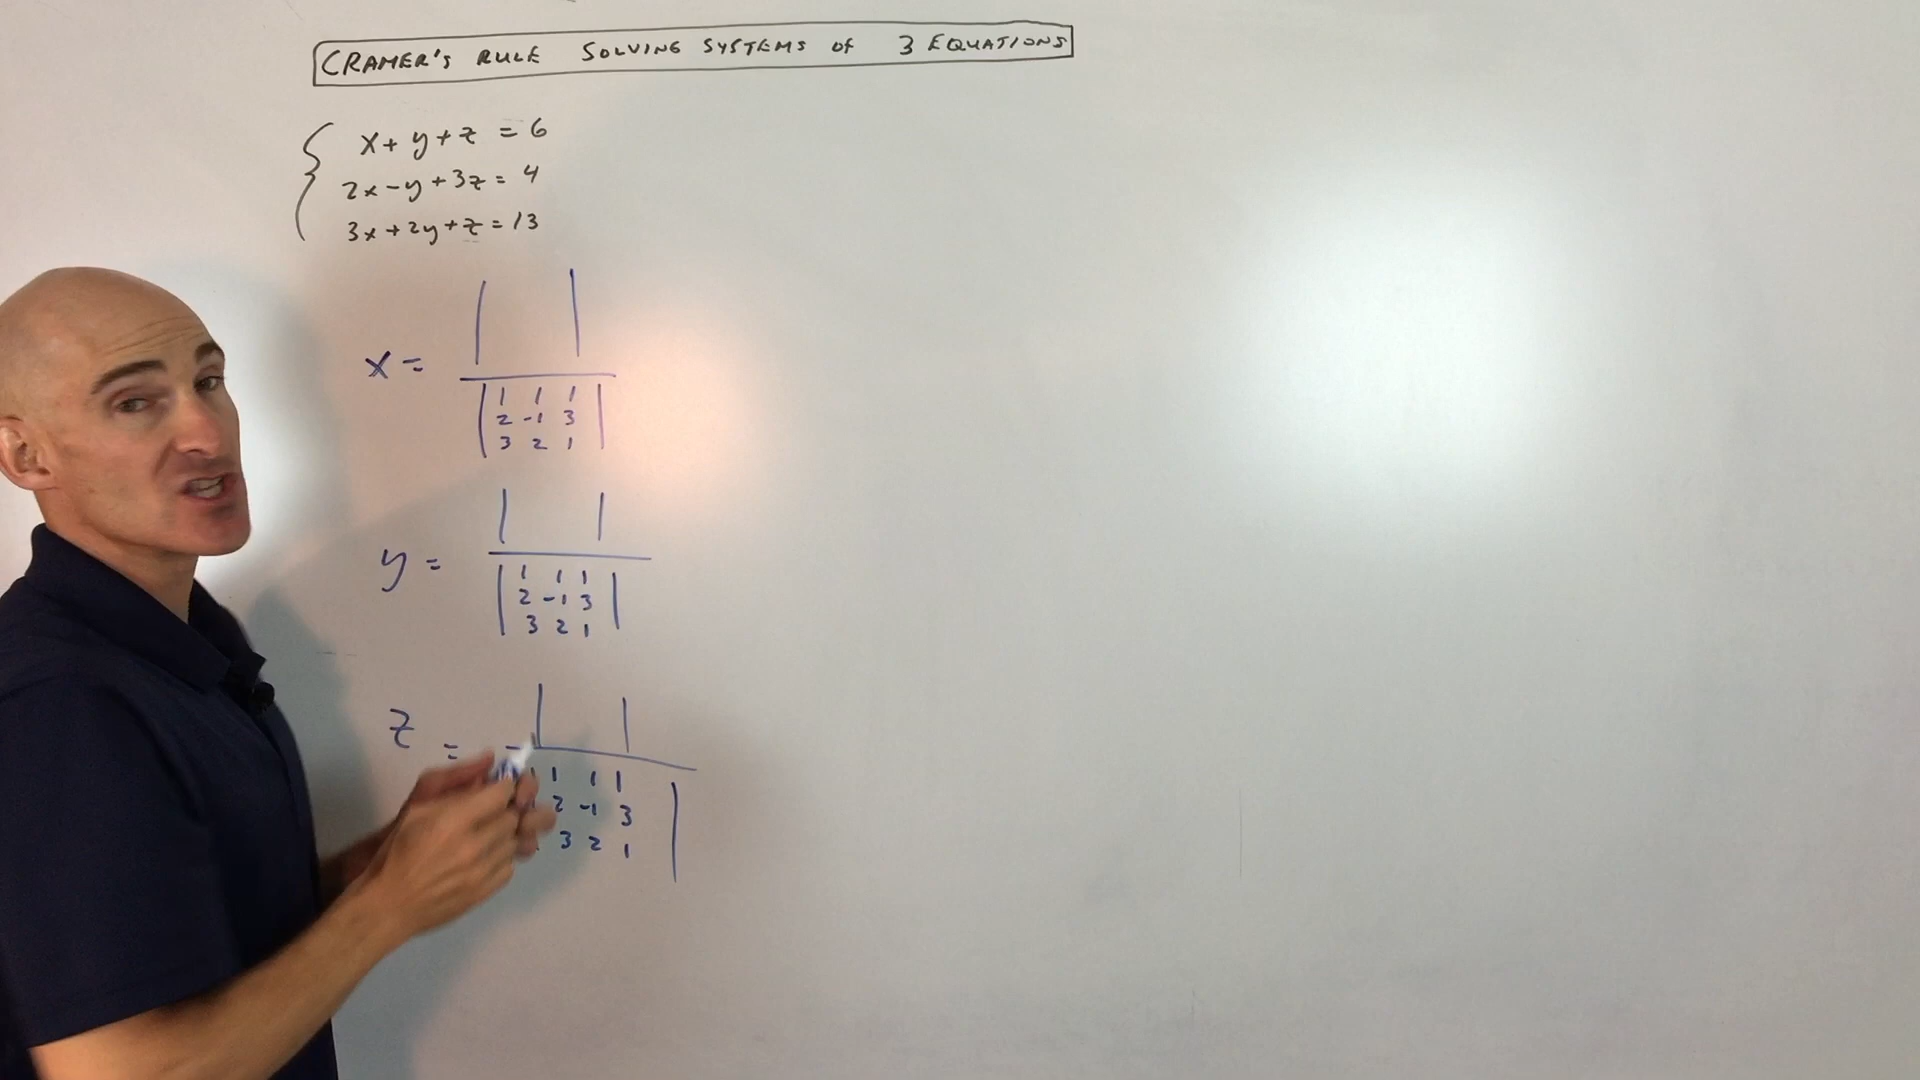 CRAMER'S RULE SOLVING SYSTEMS OF 3 EQUATIONS
x + y + z = 6
2x - y + 3z = 4
3x + 2y + z = 13
x =
1 1 1
2 -1 3
3 2 1
y =
1 1 1
2 -1 3
3 2 1
z =
1 1 1
2 -1 3
3 2 1